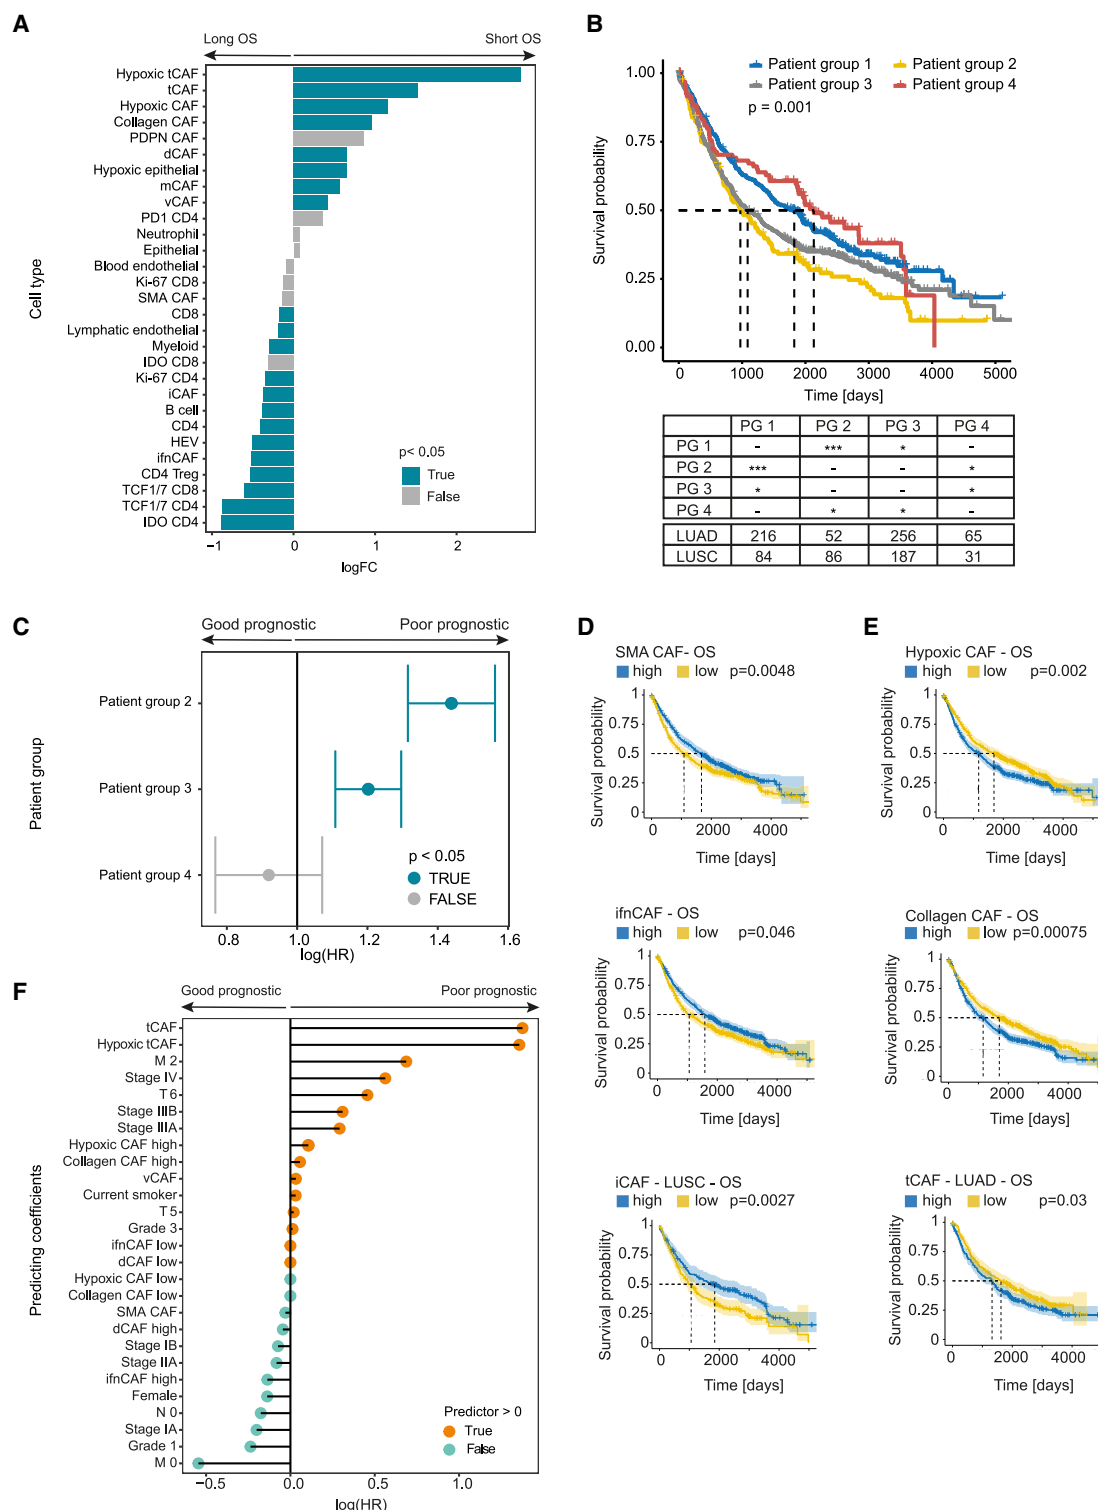 A
Long OS
Short OS
Hypoxic tCAF
tCAF
Hypoxic CAF
Collagen CAF
PDPN CAF
dCAF
Hypoxic epithelial
mCAF
vCAF
PD1 CD4
Neutrophil
Epithelial
Blood endothelial
Ki-67 CD8
SMA CAF
CD8
Lymphatic endothelial
Myeloid
IDO CD8
Ki-67 CD4
iCAF
B cell
CD4
HEV
ifnCAF
CD4 Treg
TCF1/7 CD8
TCF1/7 CD4
IDO CD4
Cell type
p< 0.05
True
False
−1 0 1 2
logFC
B
Patient group 1 Patient group 2
Patient group 3 Patient group 4
p = 0.001
1.00
0.75
0.50
0.25
0.00
Survival probability
0 1000 2000 3000 4000 5000
Time [days]
PG 1 PG 2 PG 3 PG 4
PG 1 - *** * -
PG 2 *** - - *
PG 3 * - - *
PG 4 - * * -
LUAD 216 52 256 65
LUSC 84 86 187 31
C
Good prognostic
Poor prognostic
Patient group 2
Patient group 3
Patient group 4
Patient group
p < 0.05
TRUE
FALSE
0.8 1.0 1.2 1.4 1.6
log(HR)
D
SMA CAF- OS
high low p=0.0048
1
0.75
0.5
0.25
0
Survival probability
0 2000 4000
Time [days]
ifnCAF - OS
high low p=0.046
1
0.75
0.5
0.25
0
Survival probability
0 2000 4000
Time [days]
iCAF - LUSC - OS
high low p=0.0027
1
0.75
0.5
0.25
0
Survival probability
0 2000 4000
Time [days]
E
Hypoxic CAF - OS
high low p=0.002
1
0.75
0.5
0.25
0
Survival probability
0 2000 4000
Time [days]
Collagen CAF - OS
high low p=0.00075
1
0.75
0.5
0.25
0
Survival probability
0 2000 4000
Time [days]
tCAF - LUAD - OS
high low p=0.03
1
0.75
0.5
0.25
0
Survival probability
0 2000 4000
Time [days]
F
Good prognostic
Poor prognostic
tCAF
Hypoxic tCAF
M 2
Stage IV
T 6
Stage IIIB
Stage IIIA
Hypoxic CAF high
Collagen CAF high
vCAF
Current smoker
T 5
Grade 3
ifnCAF low
dCAF low
Hypoxic CAF low
Collagen CAF low
SMA CAF
dCAF high
Stage IB
Stage IIA
ifnCAF high
Female
N 0
Stage IA
Grade 1
M 0
Predicting coefficients
Predictor > 0
True
False
−0.5 0.0 0.5 1.0
log(HR)